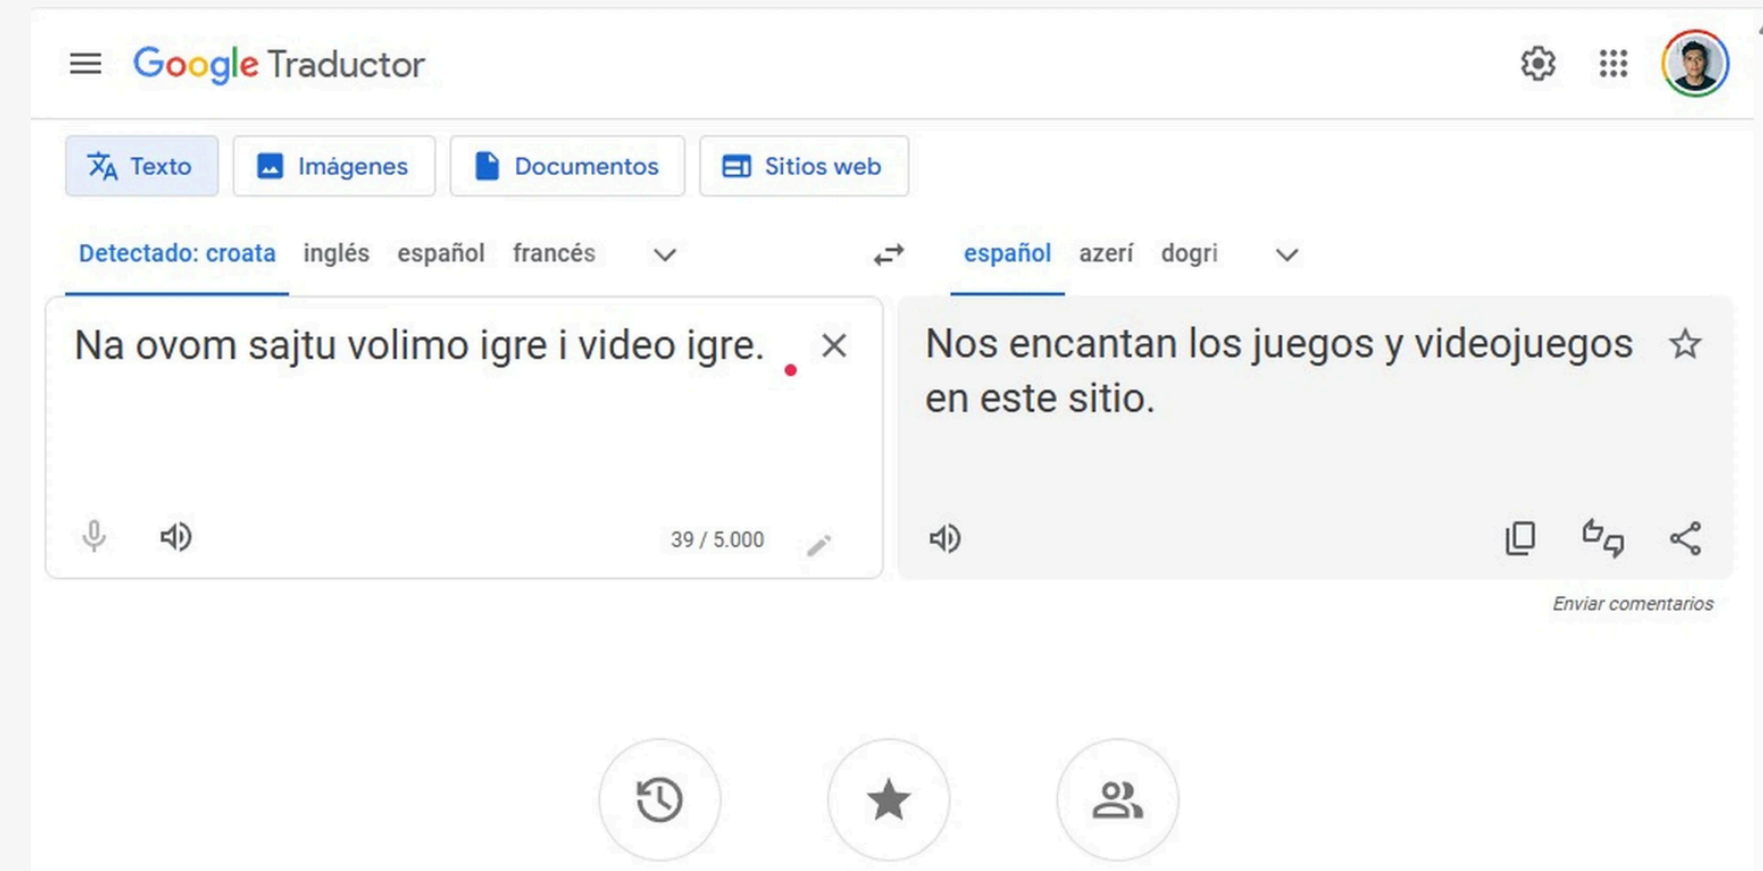 Google Traductor
Texto
Imágenes
Documentos
Sitios web
Detectado: croata
inglés
español
francés
español
azerí
dogri
Na ovom sajtu volimo igre i video igre.
39 / 5.000
Nos encantan los juegos y videojuegos
en este sitio.
Enviar comentarios